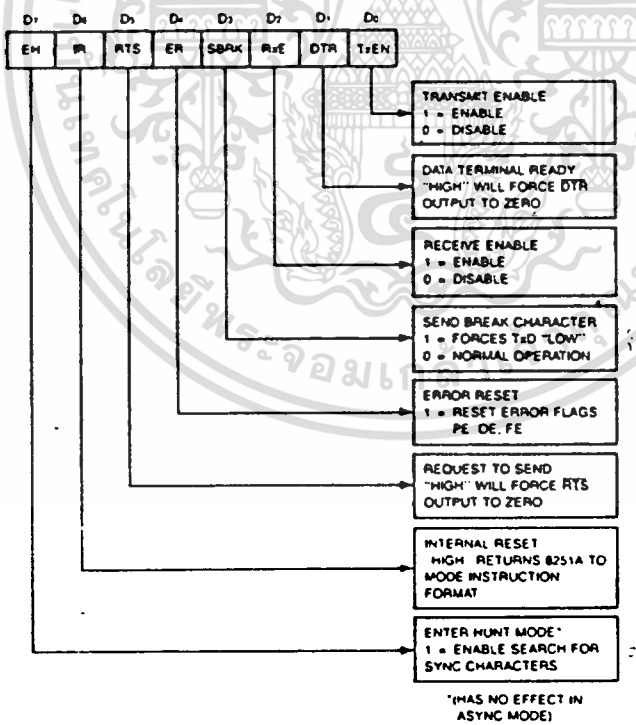 D7 D6 D5 D4 D3 D2 D1 D0
EH IR RTS ER SBRK RxE DTR TxEN
TRANSMIT ENABLE
1 = ENABLE
0 = DISABLE
DATA TERMINAL READY
"HIGH" WILL FORCE DTR
OUTPUT TO ZERO
RECEIVE ENABLE
1 = ENABLE
0 = DISABLE
SEND BREAK CHARACTER
1 = FORCES TxD "LOW"
0 = NORMAL OPERATION
ERROR RESET
1 = RESET ERROR FLAGS
PE, OE, FE
REQUEST TO SEND
"HIGH" WILL FORCE RTS
OUTPUT TO ZERO
INTERNAL RESET
HIGH RETURNS 8251A TO
MODE INSTRUCTION
FORMAT
ENTER HUNT MODE*
1 = ENABLE SEARCH FOR
SYNC CHARACTERS
*(HAS NO EFFECT IN
ASYNC MODE)